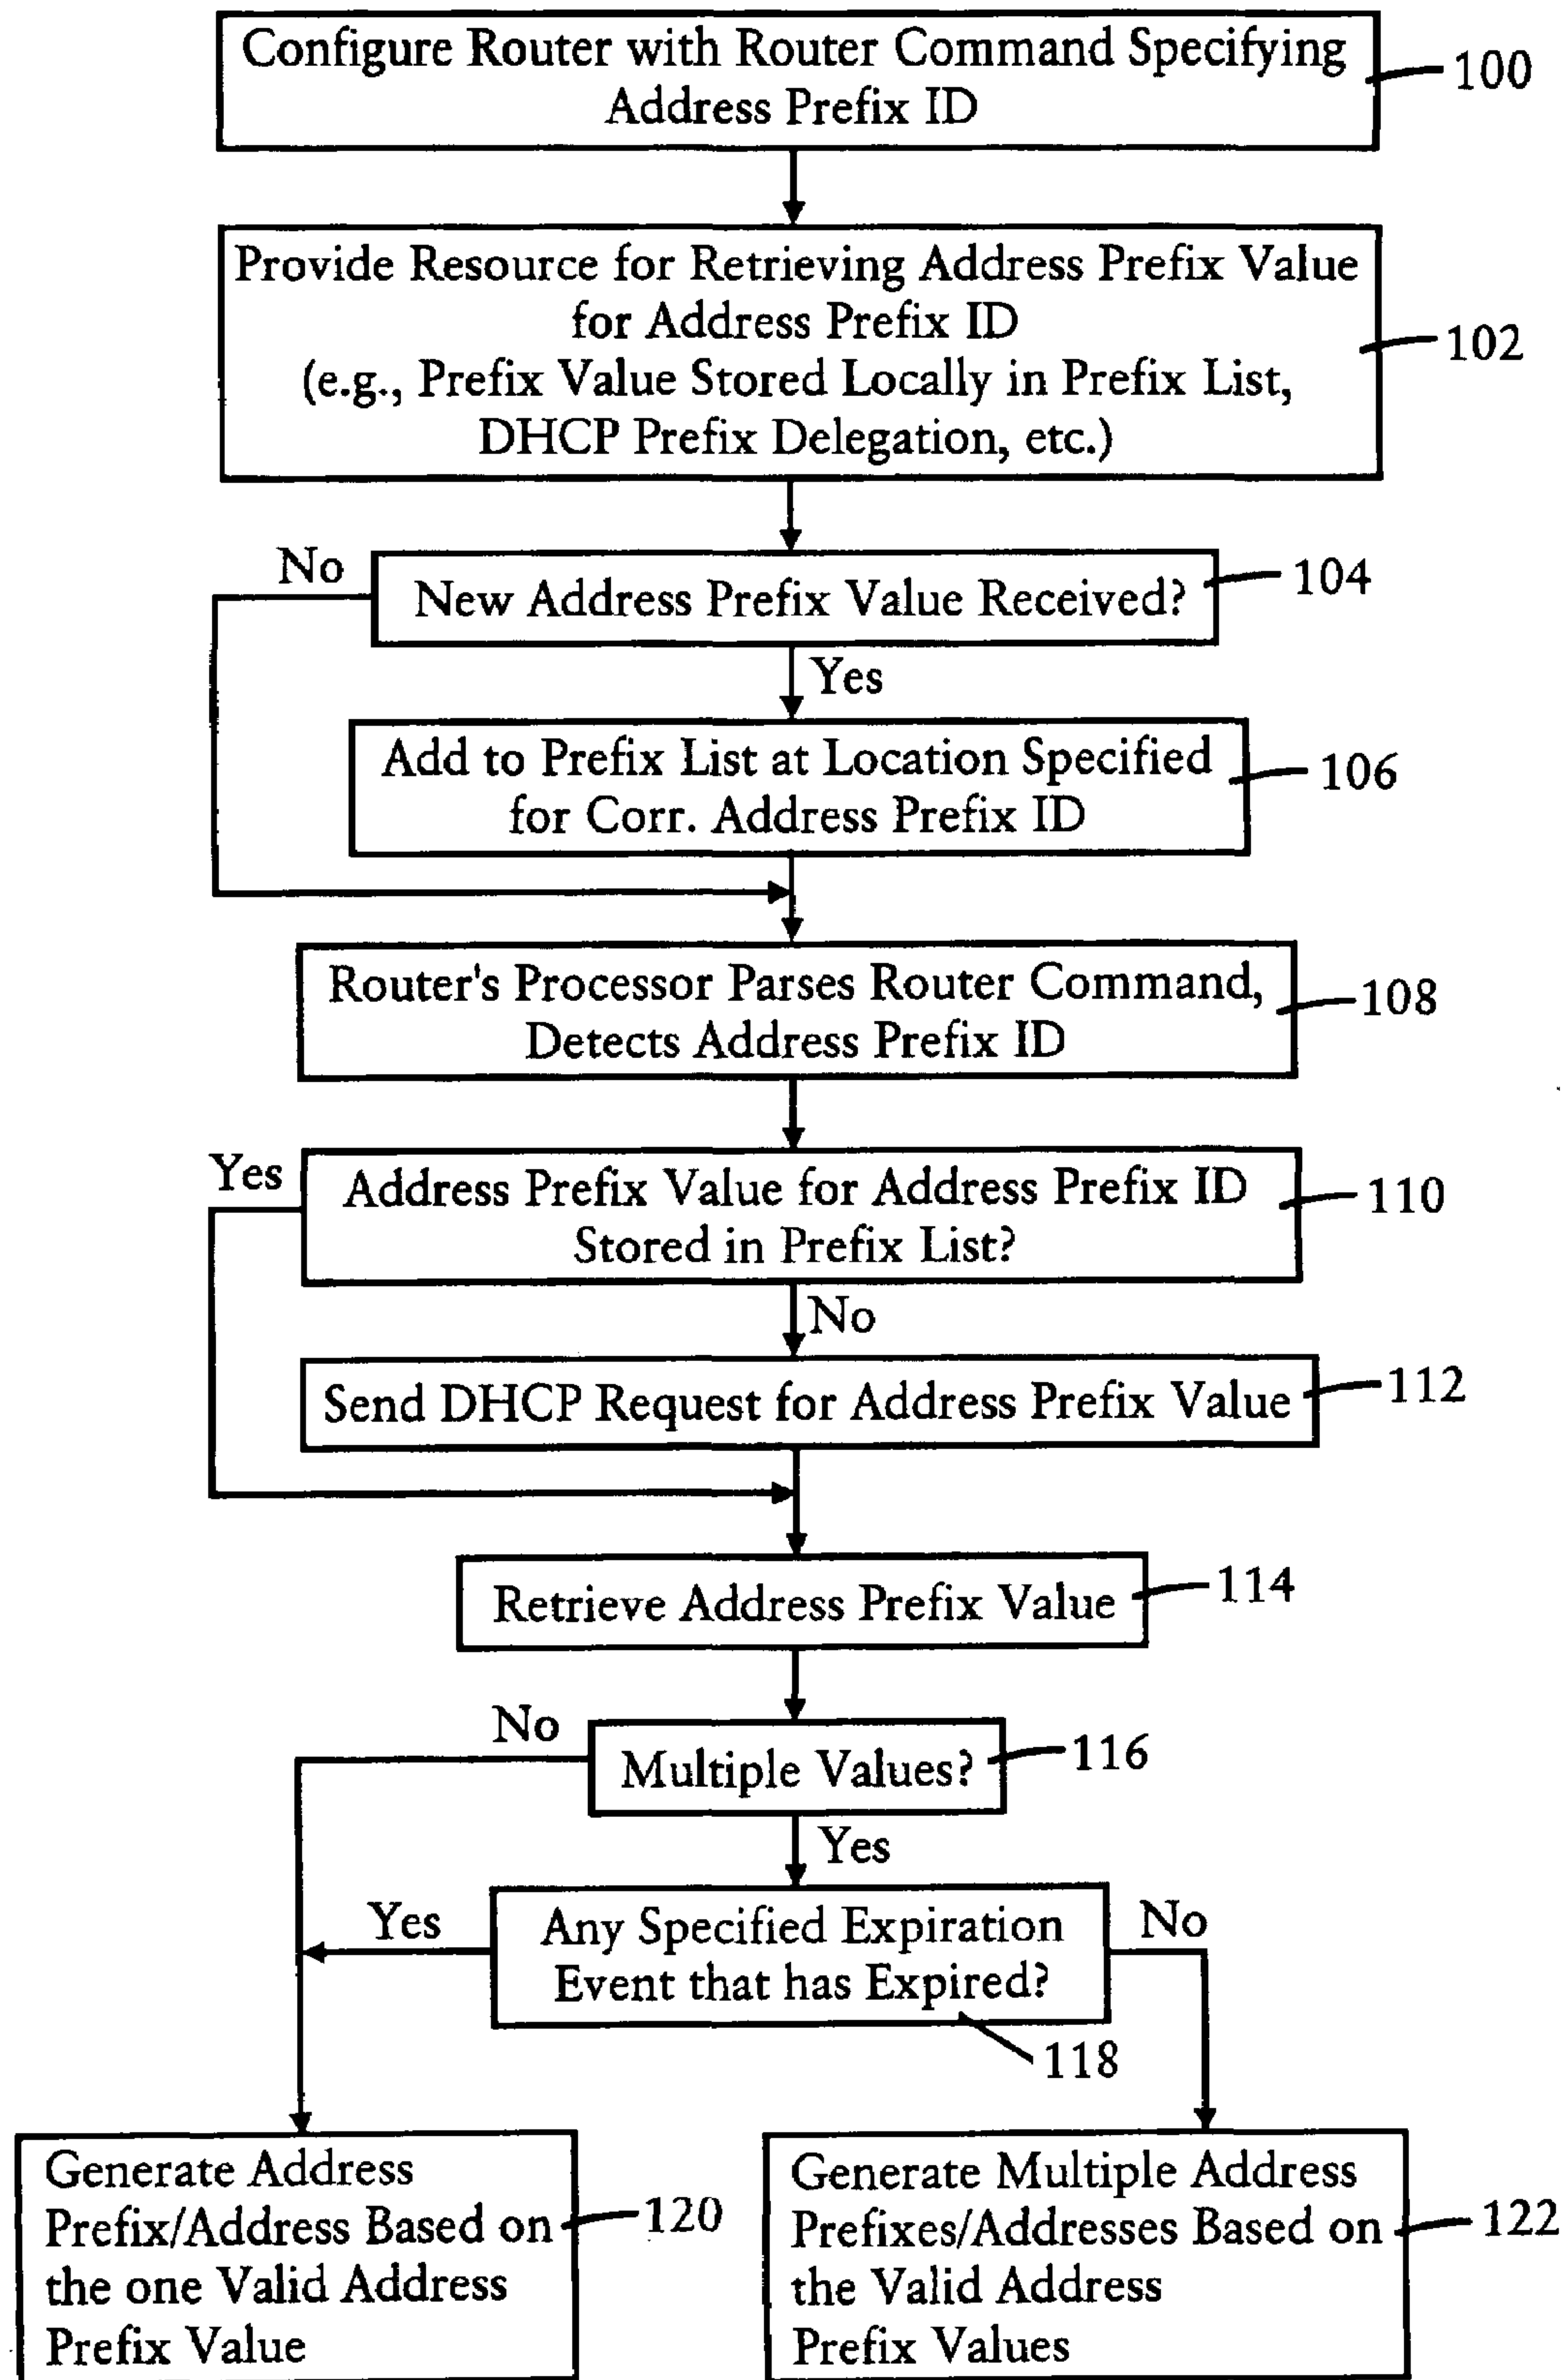 Configure Router with Router Command Specifying
Address Prefix ID
100
Provide Resource for Retrieving Address Prefix Value
for Address Prefix ID
(e.g., Prefix Value Stored Locally in Prefix List,
DHCP Prefix Delegation, etc.)
102
No
New Address Prefix Value Received?
104
Yes
Add to Prefix List at Location Specified
for Corr. Address Prefix ID
106
Router's Processor Parses Router Command,
Detects Address Prefix ID
108
Yes
Address Prefix Value for Address Prefix ID
Stored in Prefix List?
110
No
Send DHCP Request for Address Prefix Value
112
Retrieve Address Prefix Value
114
No
Multiple Values?
116
Yes
Yes
Any Specified Expiration
Event that has Expired?
No
118
Generate Address
Prefix/Address Based on
the one Valid Address
Prefix Value
120
Generate Multiple Address
Prefixes/Addresses Based on
the Valid Address
Prefix Values
122